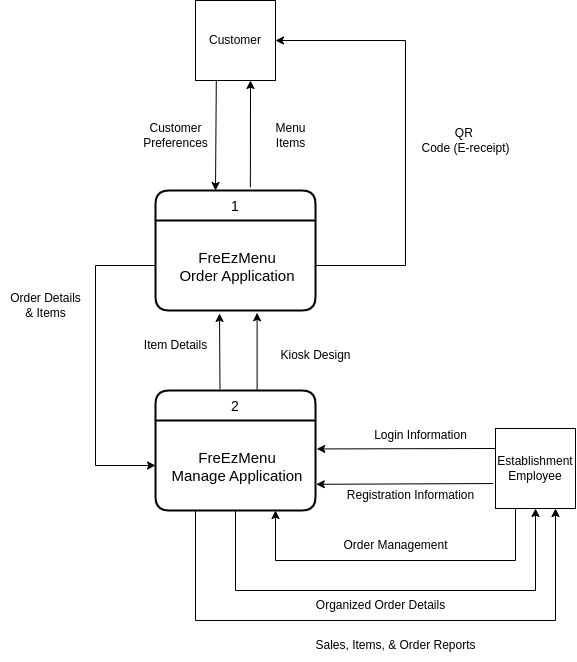 Customer
Customer
Preferences
Menu
Items
QR
Code (E-receipt)
1
FreEzMenu
Order Application
Order Details
& Items
Item Details
Kiosk Design
2
FreEzMenu
Manage Application
Login Information
Establishment
Employee
Registration Information
Order Management
Organized Order Details
Sales, Items, & Order Reports